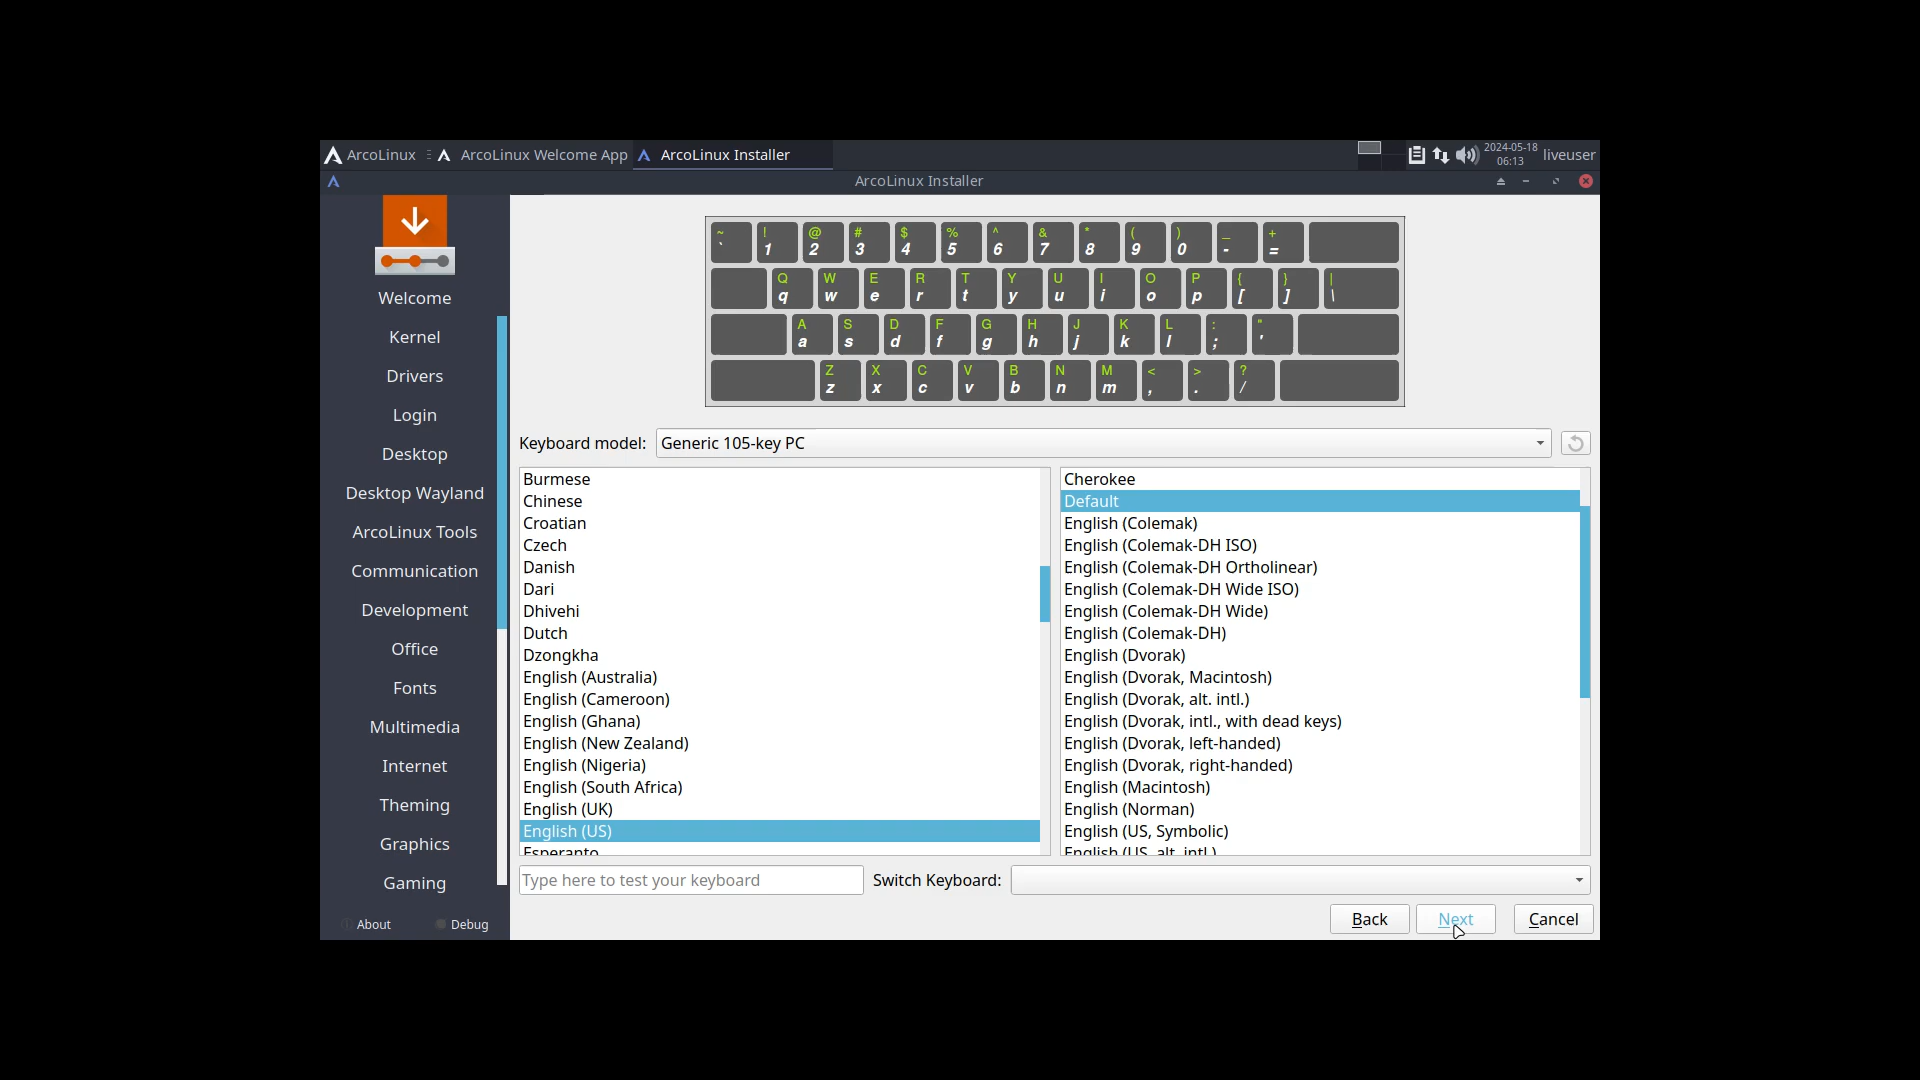 ArcoLinux ArcoLinux Welcome App ArcoLinux Installer 2024-05-18 06:13 liveuser
ArcoLinux Installer
Welcome
Kernel
Drivers
Login
Desktop
Desktop Wayland
ArcoLinux Tools
Communication
Development
Office
Fonts
Multimedia
Internet
Theming
Graphics
Gaming
About Debug
~ ! @ # $ % ^ & * ( ) _ +
` 1 2 3 4 5 6 7 8 9 0 - =
Q W E R T Y U I O P { } |
q w e r t y u i o p [ ] \
A S D F G H J K L : "
a s d f g h j k l ; '
Z X C V B N M < > ?
z x c v b n m , . /
Keyboard model: Generic 105-key PC
Burmese
Chinese
Croatian
Czech
Danish
Dari
Dhivehi
Dutch
Dzongkha
English (Australia)
English (Cameroon)
English (Ghana)
English (New Zealand)
English (Nigeria)
English (South Africa)
English (UK)
English (US)
Esperanto
Cherokee
Default
English (Colemak)
English (Colemak-DH ISO)
English (Colemak-DH Ortholinear)
English (Colemak-DH Wide ISO)
English (Colemak-DH Wide)
English (Colemak-DH)
English (Dvorak)
English (Dvorak, Macintosh)
English (Dvorak, alt. intl.)
English (Dvorak, intl., with dead keys)
English (Dvorak, left-handed)
English (Dvorak, right-handed)
English (Macintosh)
English (Norman)
English (US, Symbolic)
English (US, alt. intl.)
Type here to test your keyboard Switch Keyboard:
Back Next Cancel